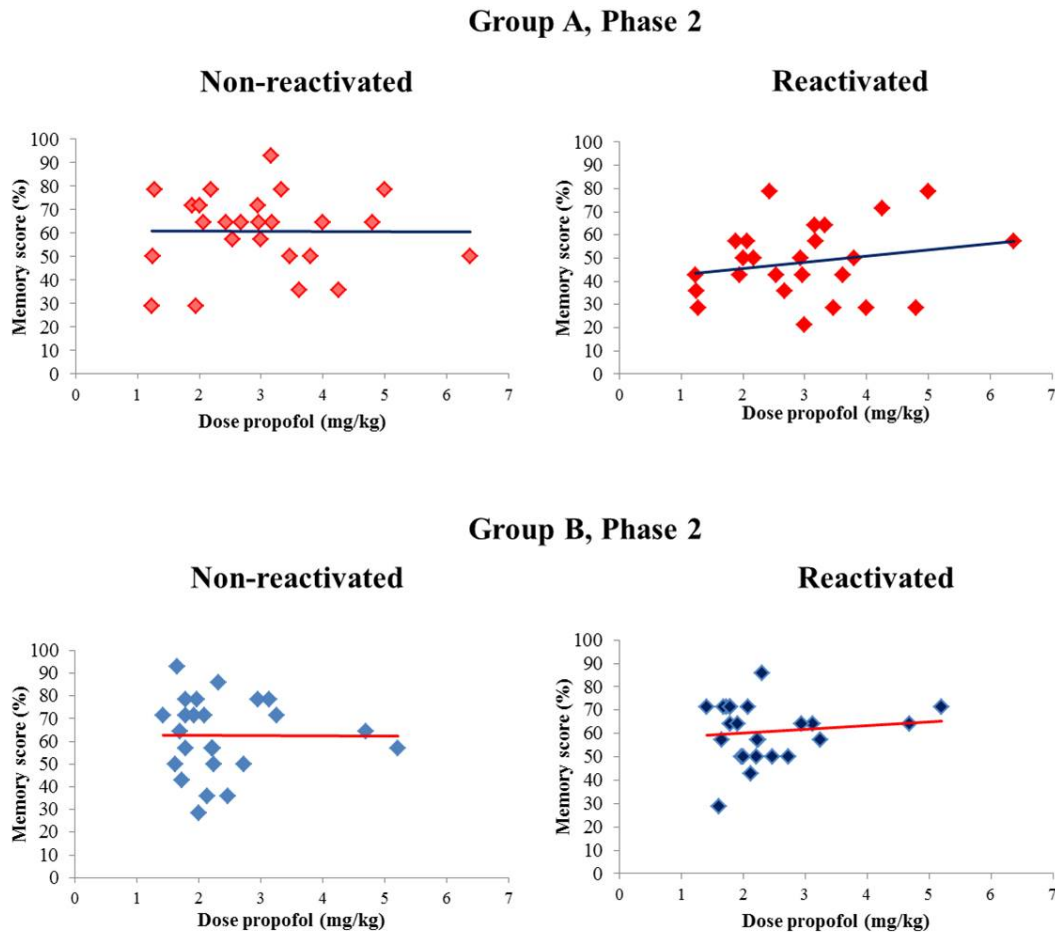 Group A, Phase 2
Non-reactivated
Reactivated
Memory score (%)
100
90
80
70
60
50
40
30
20
10
0
0 1 2 3 4 5 6 7
Dose propofol (mg/kg)
Memory score (%)
100
90
80
70
60
50
40
30
20
10
0
0 1 2 3 4 5 6 7
Dose propofol (mg/kg)
Group B, Phase 2
Non-reactivated
Reactivated
Memory score (%)
100
90
80
70
60
50
40
30
20
10
0
0 1 2 3 4 5 6 7
Dose propofol (mg/kg)
Memory score (%)
100
90
80
70
60
50
40
30
20
10
0
0 1 2 3 4 5 6 7
Dose propofol (mg/kg)